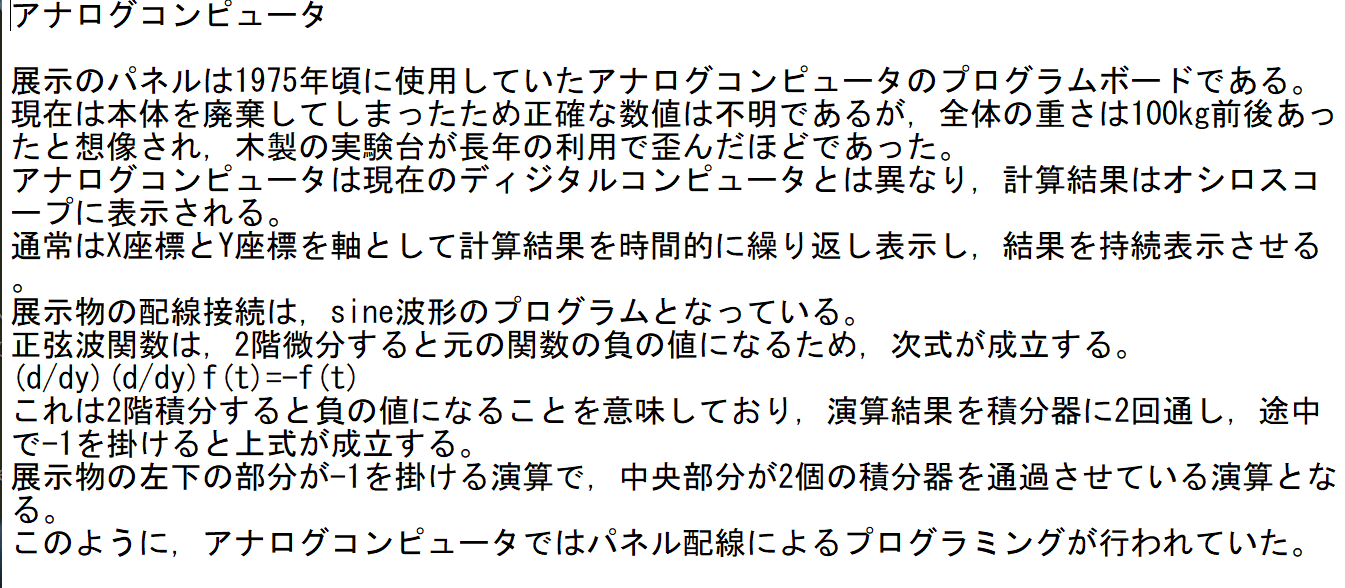 アナログコンピュータ
展示のパネルは1975年頃に使用していたアナログコンピュータのプログラムボードである。
現在は本体を廃棄してしまったため正確な数値は不明であるが，全体の重さは100kg前後あっ
たと想像され，木製の実験台が長年の利用で歪んだほどであった。
アナログコンピュータは現在のディジタルコンピュータとは異なり，計算結果はオシロスコ
ープに表示される。
通常はX座標とY座標を軸として計算結果を時間的に繰り返し表示し，結果を持続表示させる
。
展示物の配線接続は，sine波形のプログラムとなっている。
正弦波関数は，2階微分すると元の関数の負の値になるため，次式が成立する。
(d/dy)(d/dy)f(t)=-f(t)
これは2階積分すると負の値になることを意味しており，演算結果を積分器に2回通し，途中
で-1を掛けると上式が成立する。
展示物の左下の部分が-1を掛ける演算で，中央部分が2個の積分器を通過させている演算とな
る。
このように，アナログコンピュータではパネル配線によるプログラミングが行われていた。